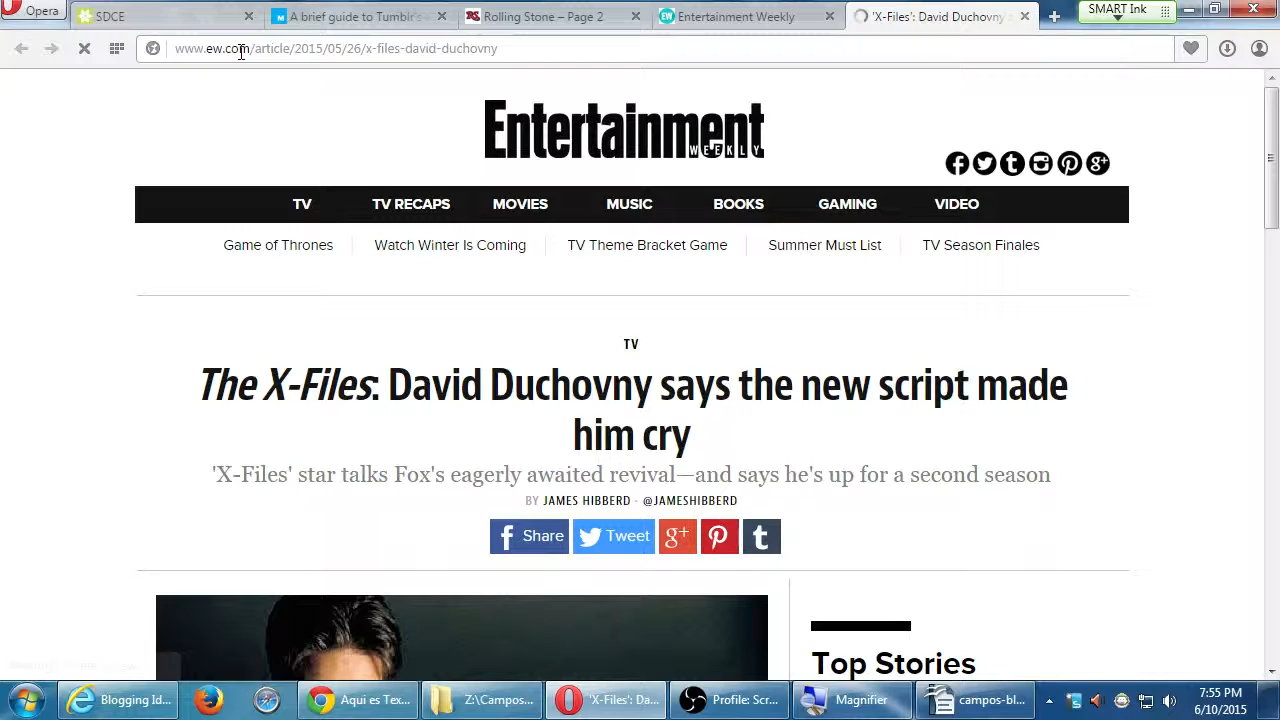 Opera
SDCE
A brief guide to Tumblr's
Rolling Stone – Page 2
Entertainment Weekly
'X-Files': David Duchovny
SMART Ink
www.ew.com/article/2015/05/26/x-files-david-duchovny
Entertainment
WEEKLY
TV TV RECAPS MOVIES MUSIC BOOKS GAMING VIDEO
Game of Thrones Watch Winter Is Coming TV Theme Bracket Game Summer Must List TV Season Finales
TV
The X-Files: David Duchovny says the new script made
him cry
'X-Files' star talks Fox's eagerly awaited revival—and says he's up for a second season
BY JAMES HIBBERD · @JAMESHIBBERD
Share Tweet g+ t
Top Stories
Blogging Id... Aqui es Tex... Z:\Campos... 'X-Files': Da... Profile: Scr... Magnifier campos-bl...
7:55 PM
6/10/2015